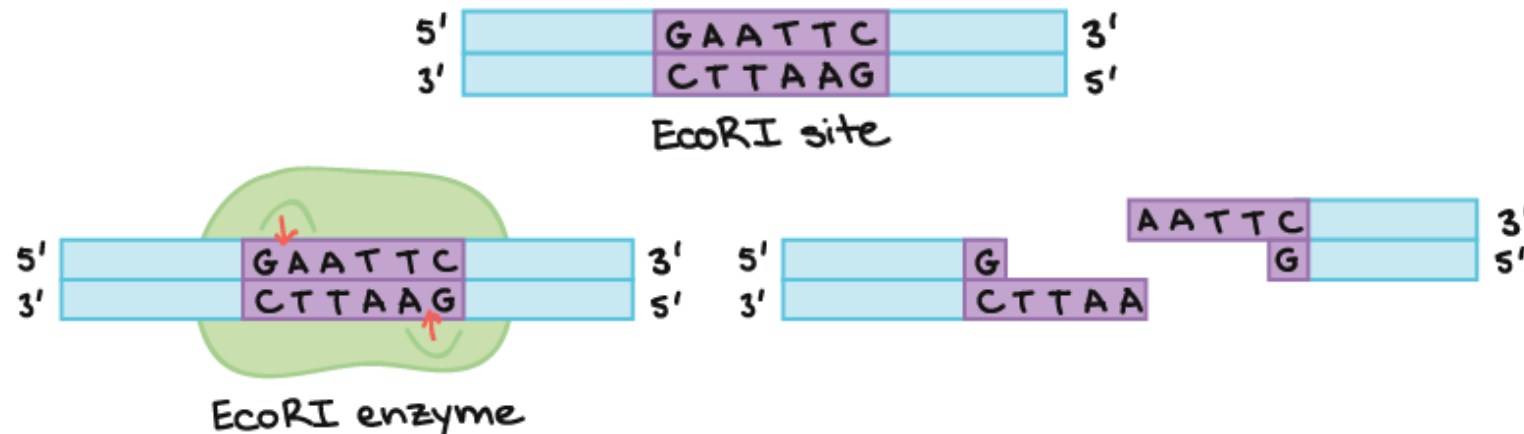 5' GAATTC 3'
3' CTTAAG 5'
EcoRI site
5' GAATTC 3'
3' CTTAAG 5'
EcoRI enzyme
AATTC 3'
5' G
G 5'
3' CTTAA